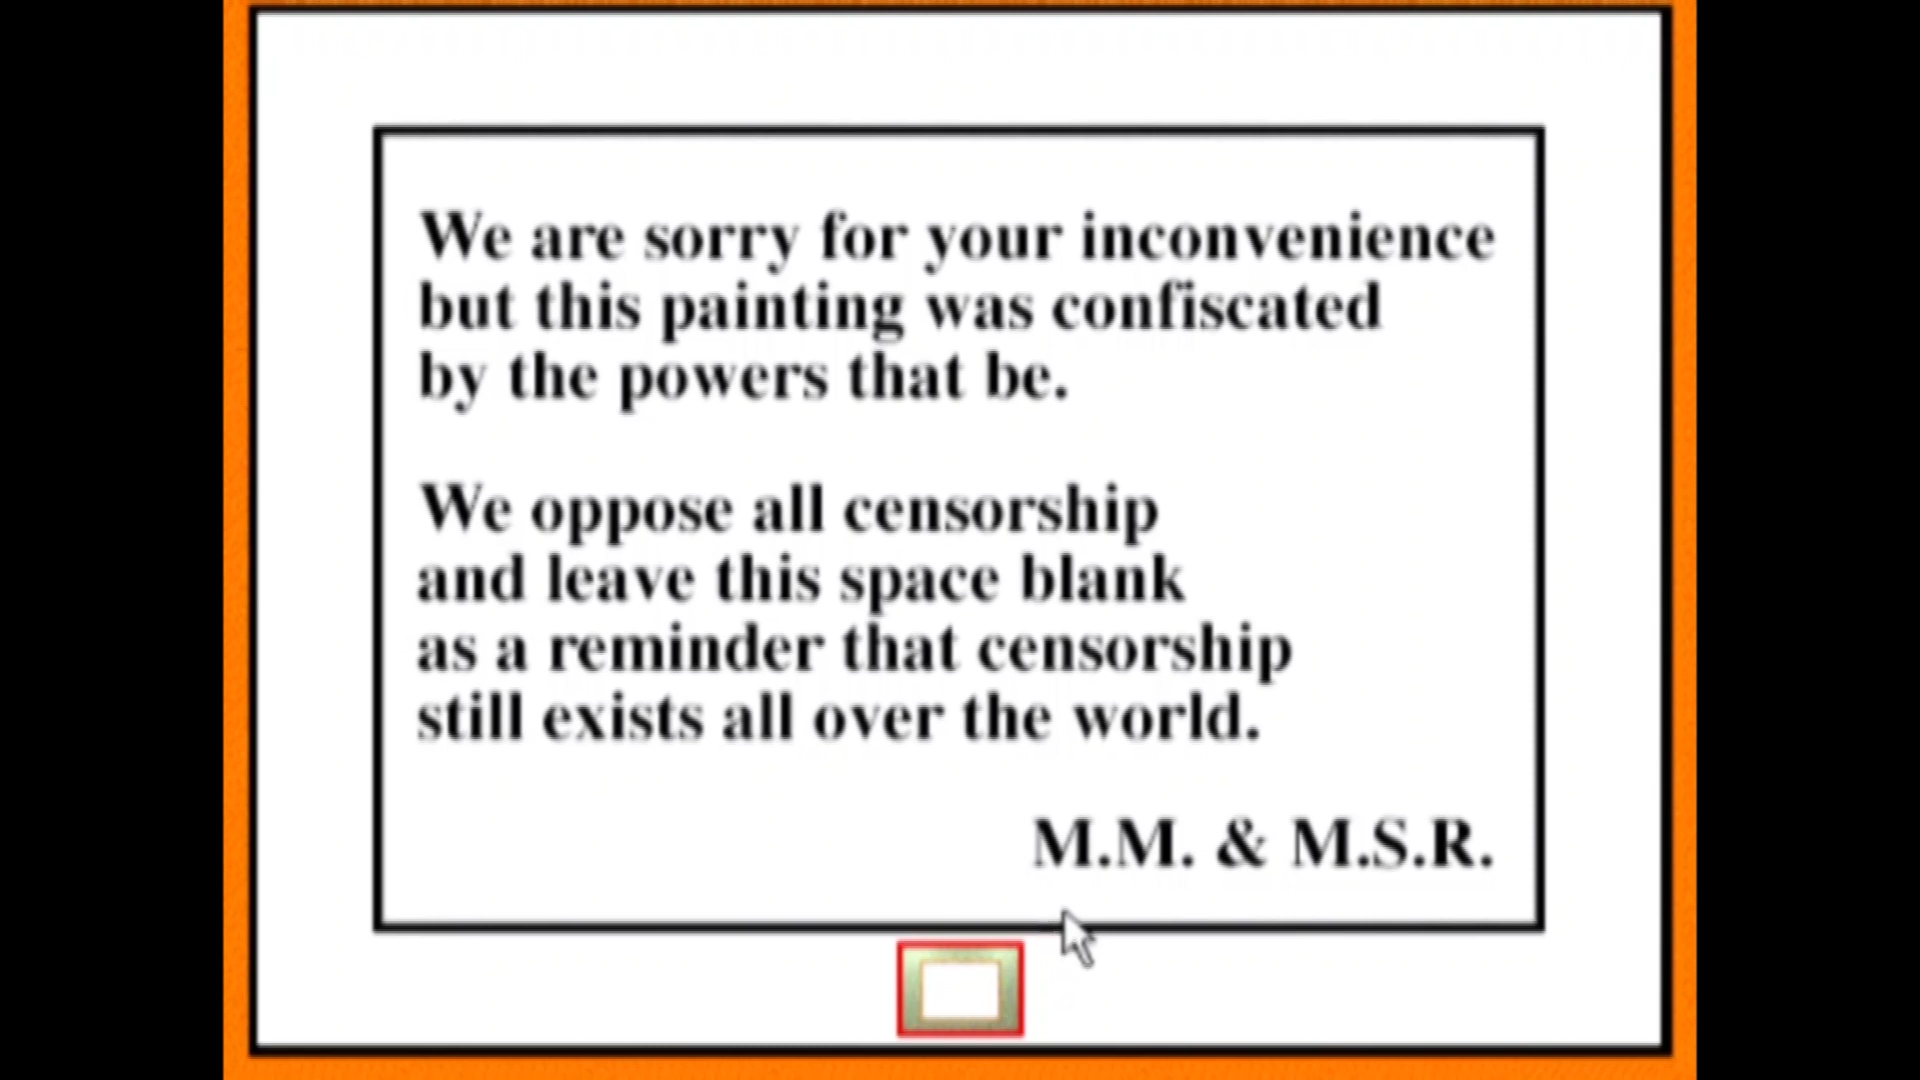 We are sorry for your inconvenience
but this painting was confiscated
by the powers that be.
We oppose all censorship
and leave this space blank
as a reminder that censorship
still exists all over the world.
M.M. & M.S.R.